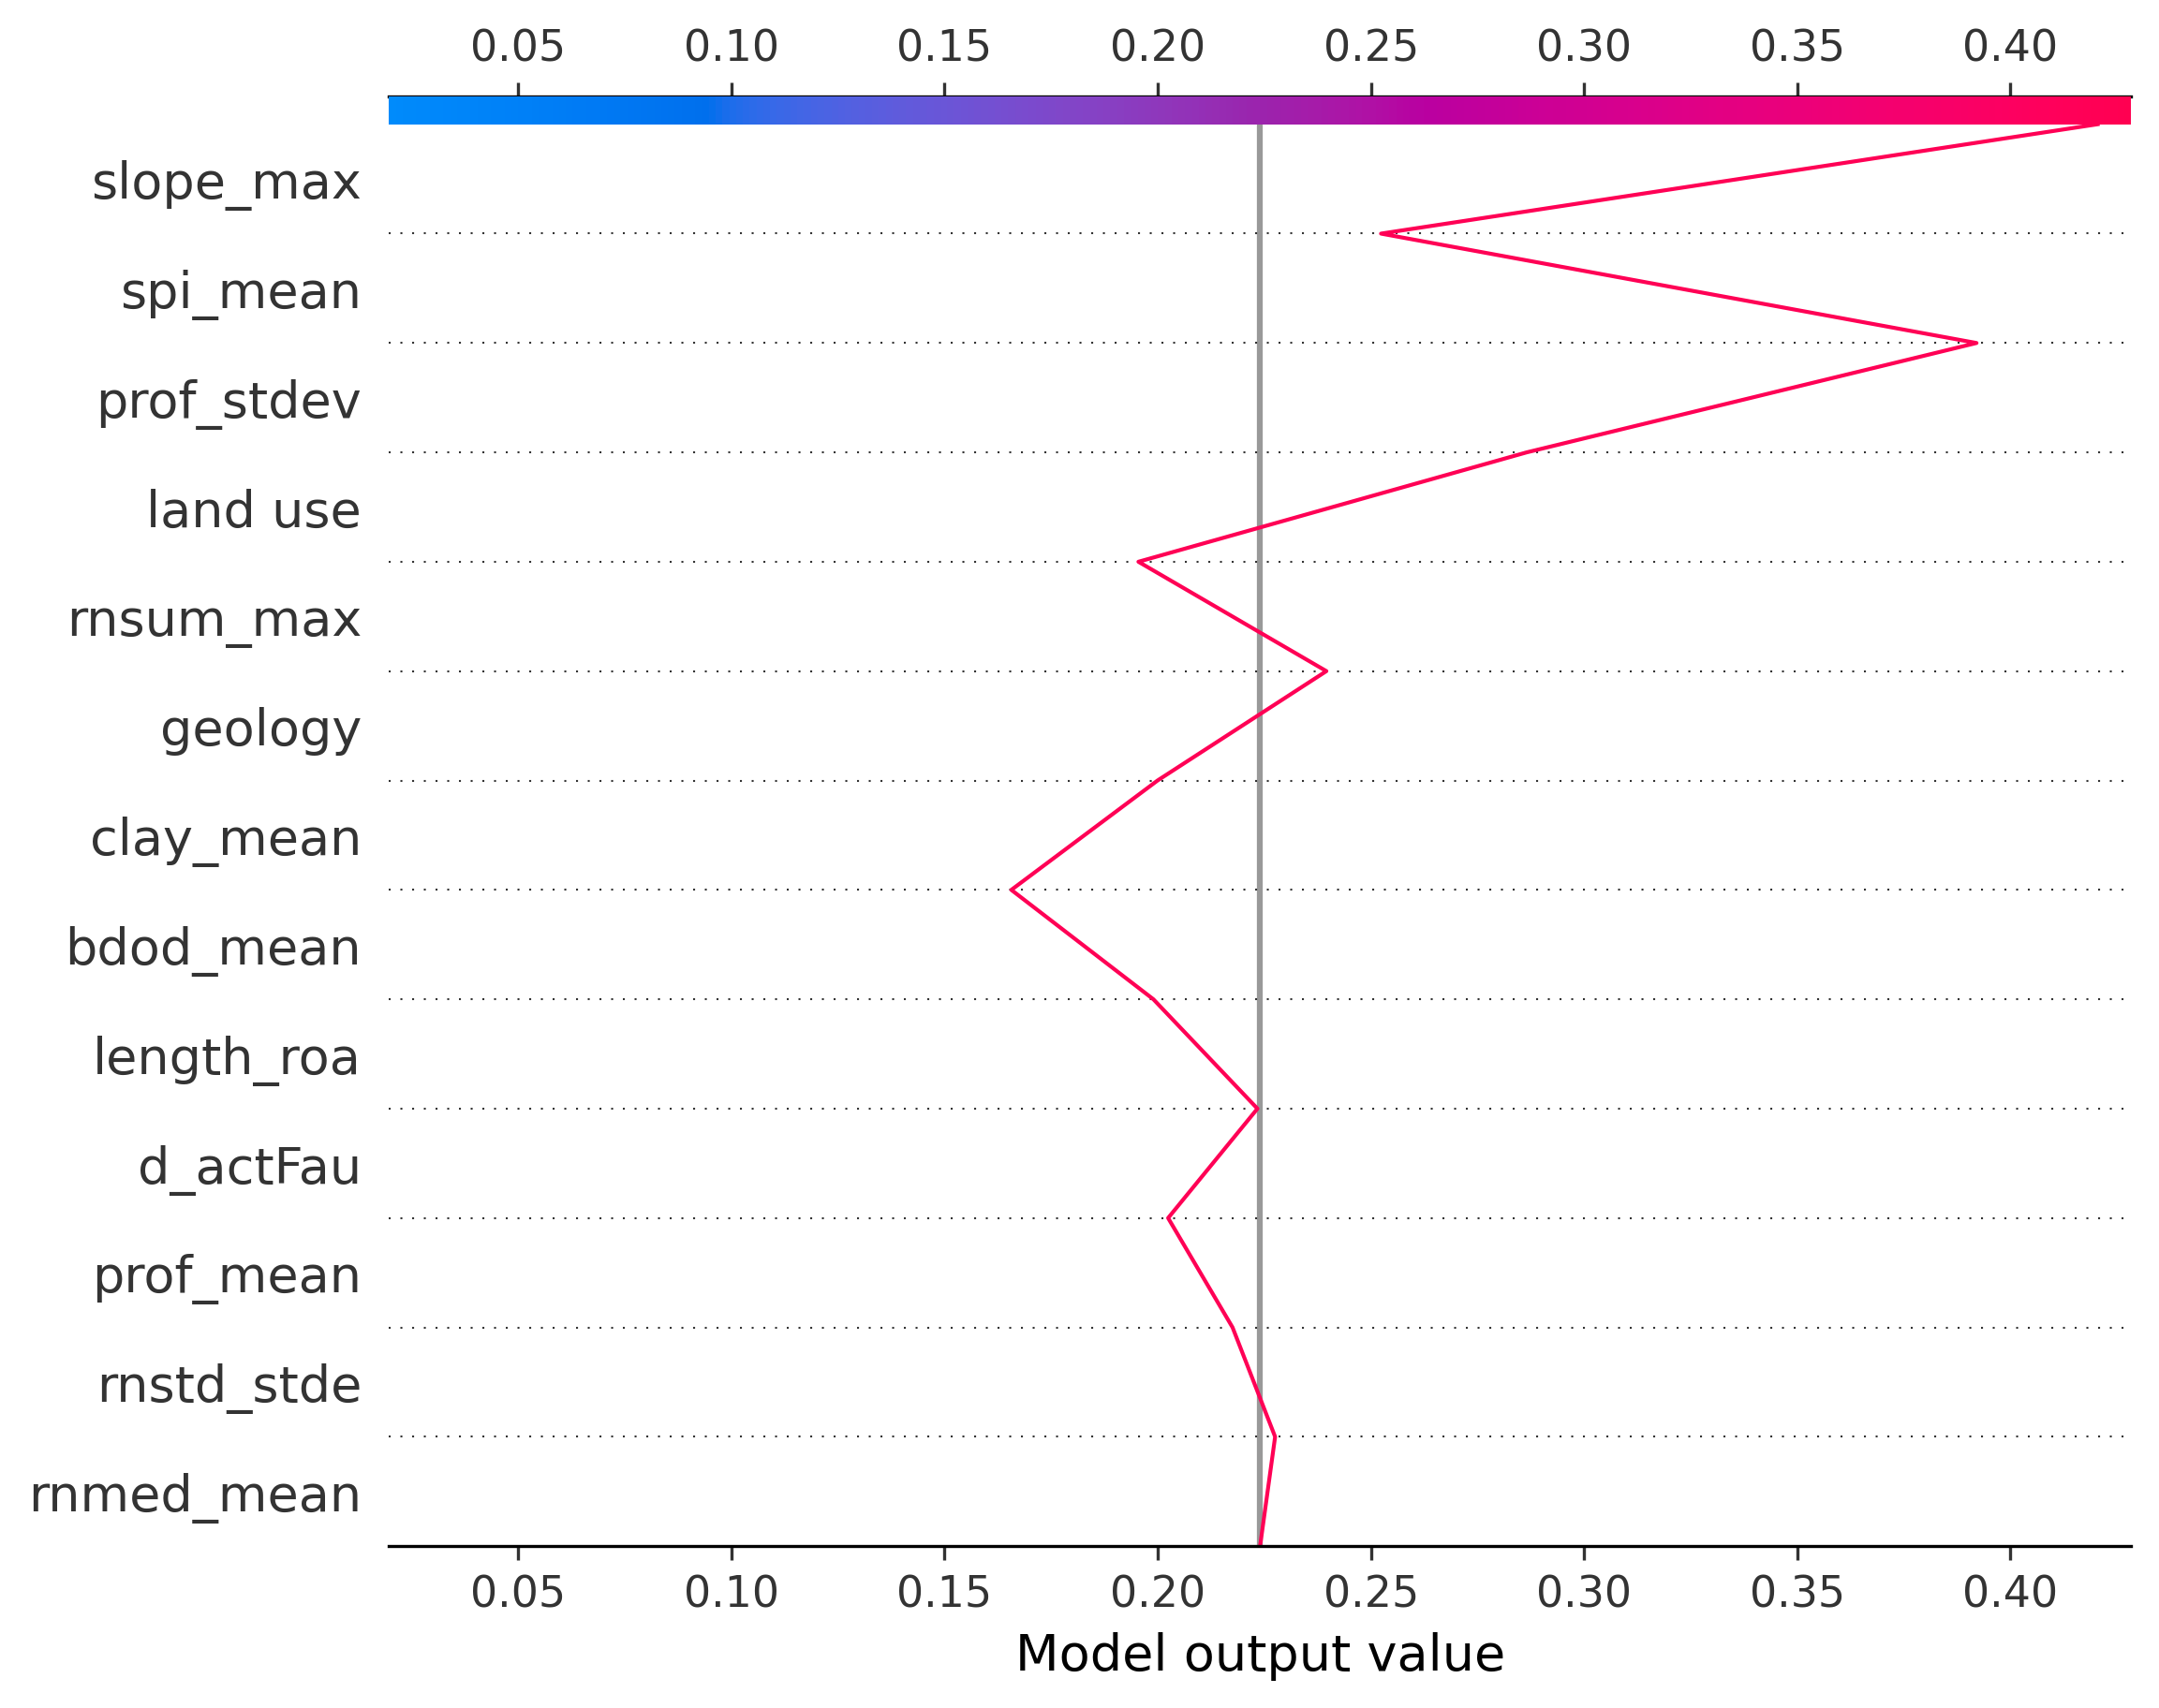 0.05 0.10 0.15 0.20 0.25 0.30 0.35 0.40
slope_max
spi_mean
prof_stdev
land use
rnsum_max
geology
clay_mean
bdod_mean
length_roa
d_actFau
prof_mean
rnstd_stde
rnmed_mean
0.05 0.10 0.15 0.20 0.25 0.30 0.35 0.40
Model output value